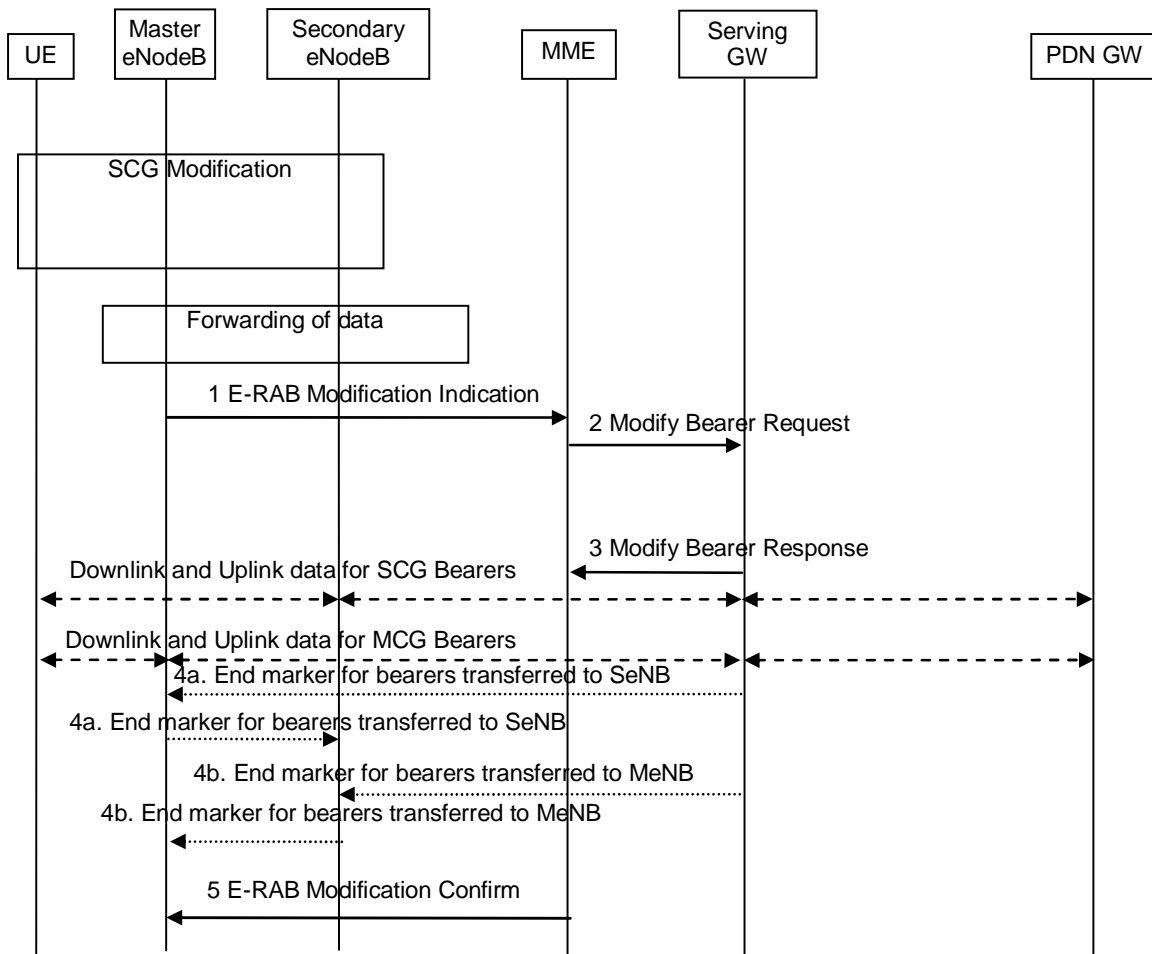 UE
Master
eNodeB
Secondary
eNodeB
MME
Serving
GW
PDN GW
SCG Modification
Forwarding of data
1 E-RAB Modification Indication
2 Modify Bearer Request
3 Modify Bearer Response
Downlink and Uplink data for SCG Bearers
Downlink and Uplink data for MCG Bearers
4a. End marker for bearers transferred to SeNB
4a. End marker for bearers transferred to SeNB
4b. End marker for bearers transferred to MeNB
4b. End marker for bearers transferred to MeNB
5 E-RAB Modification Confirm